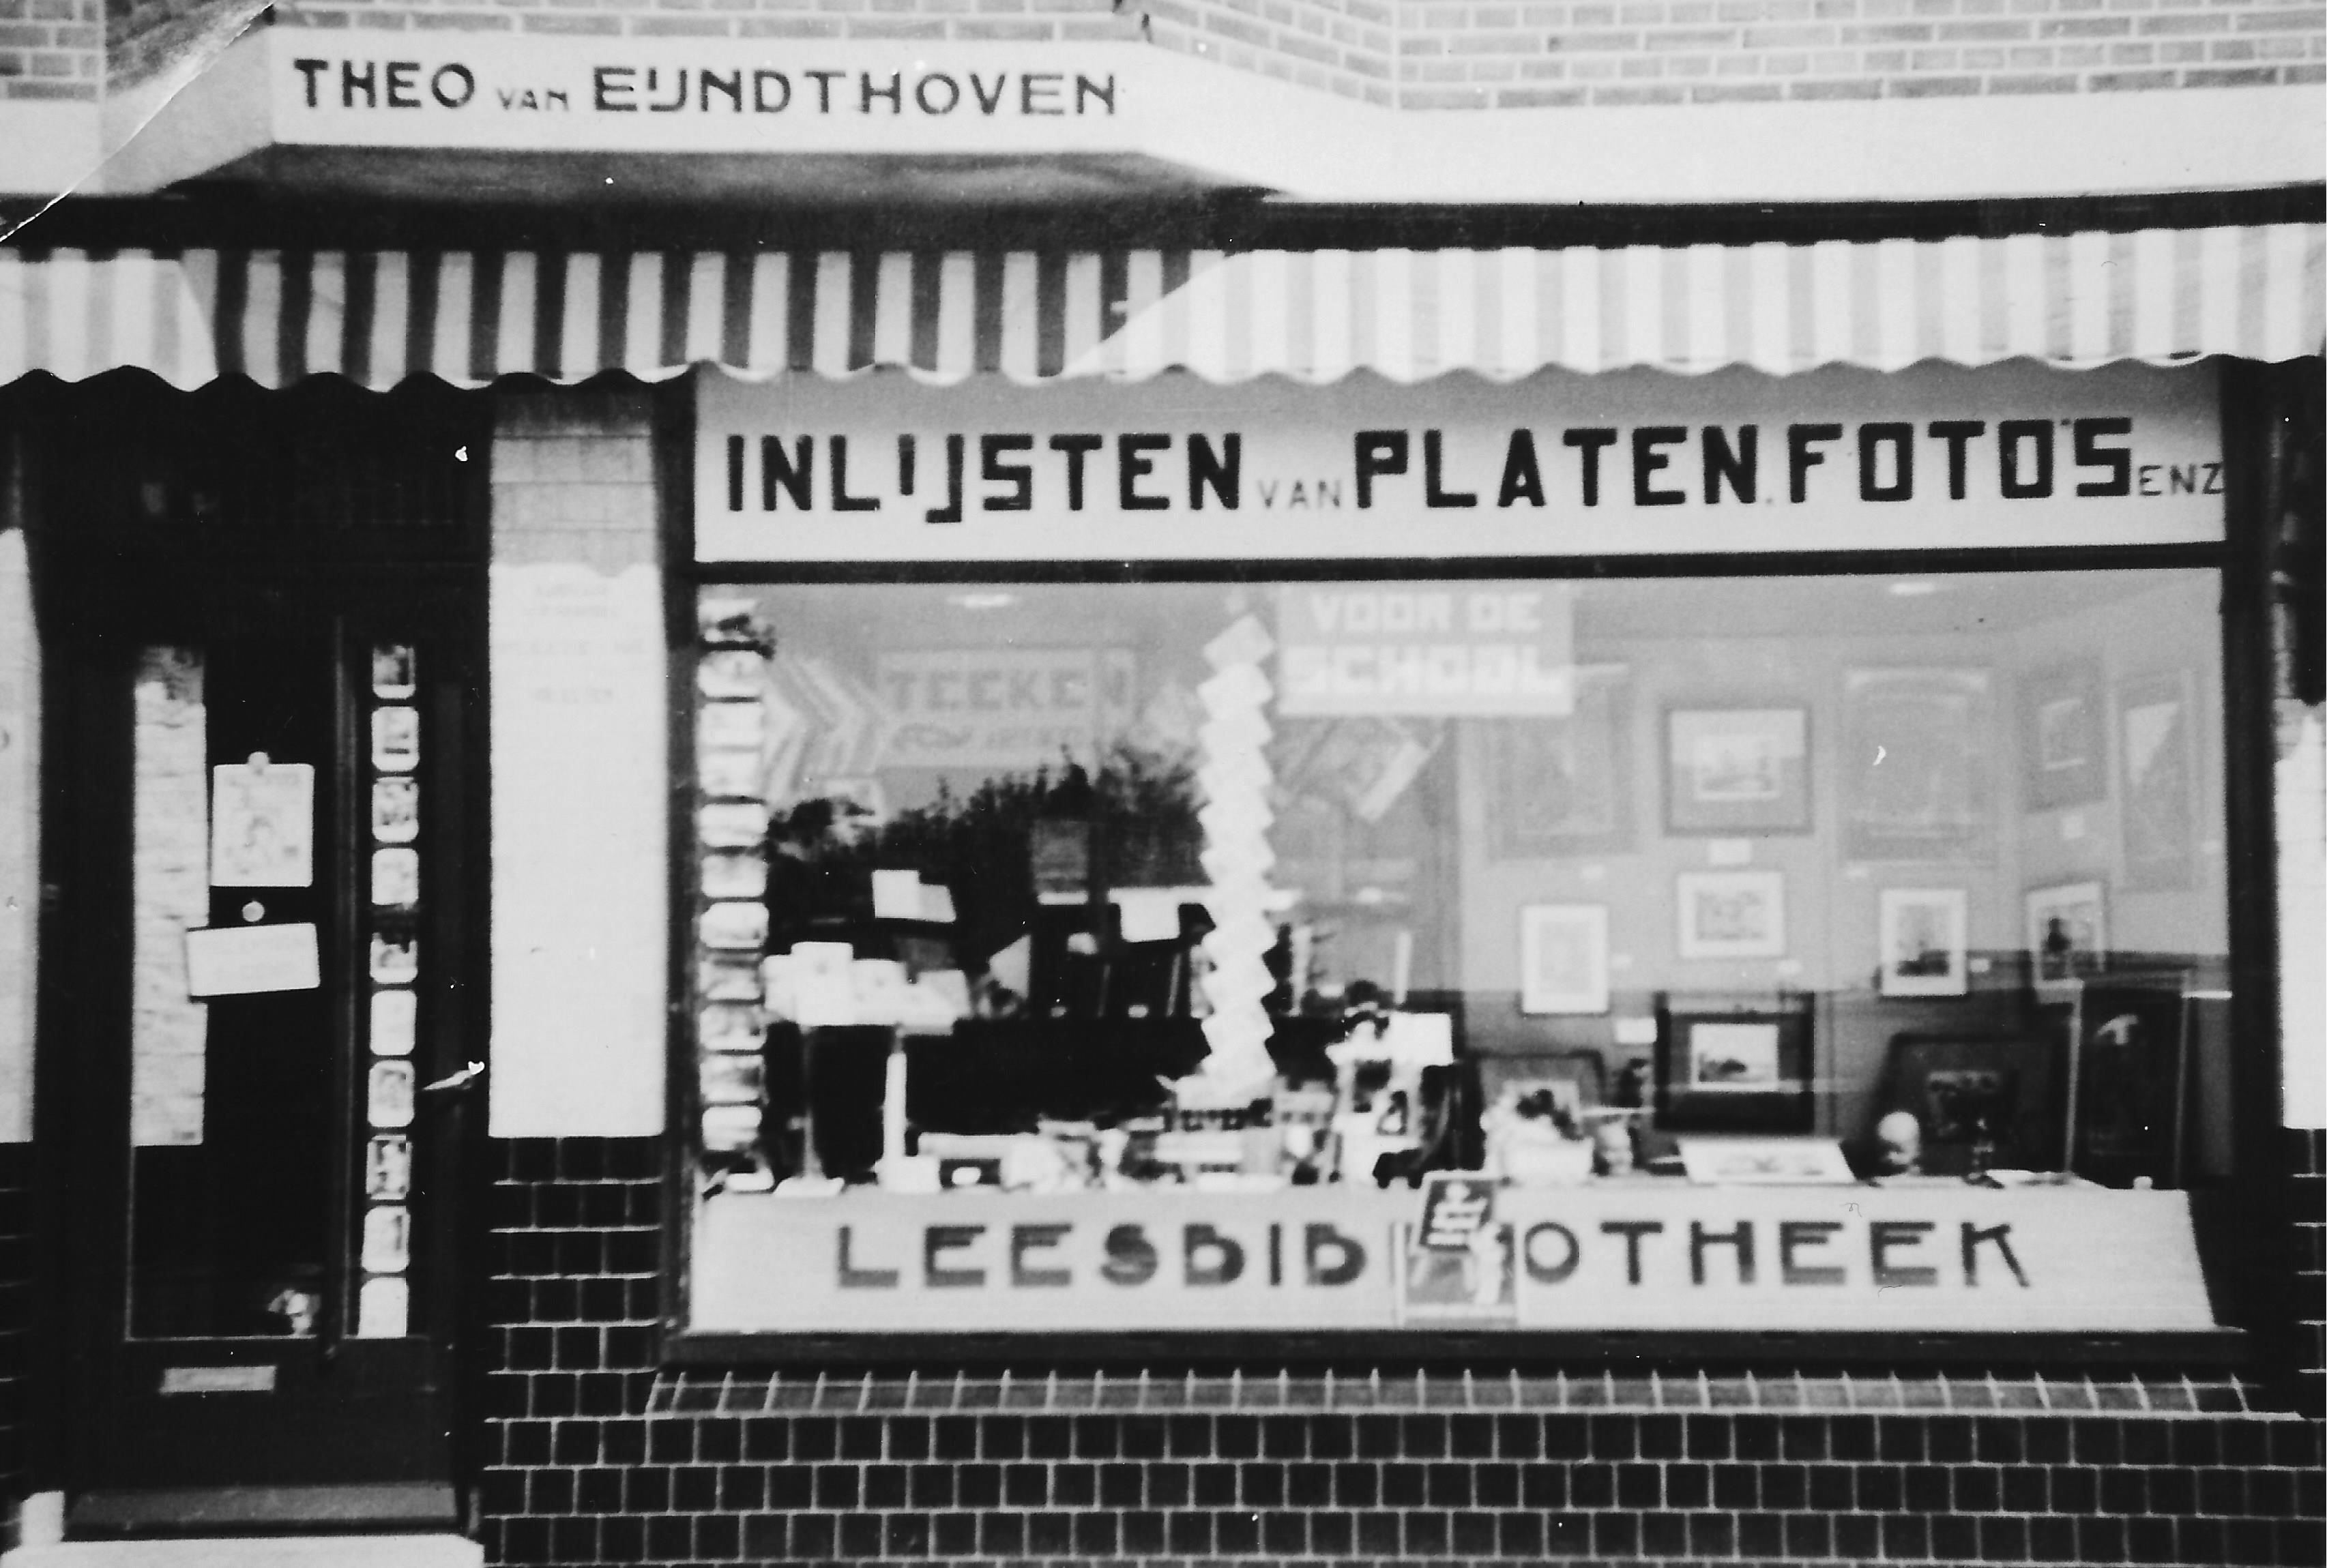 THEO VAN EIJNDTHOVEN
INLIJSTEN VAN PLATEN. FOTO'S ENZ
VOOR DE
SCHOOL
TEEKEN
LEESBIB OTHEEK